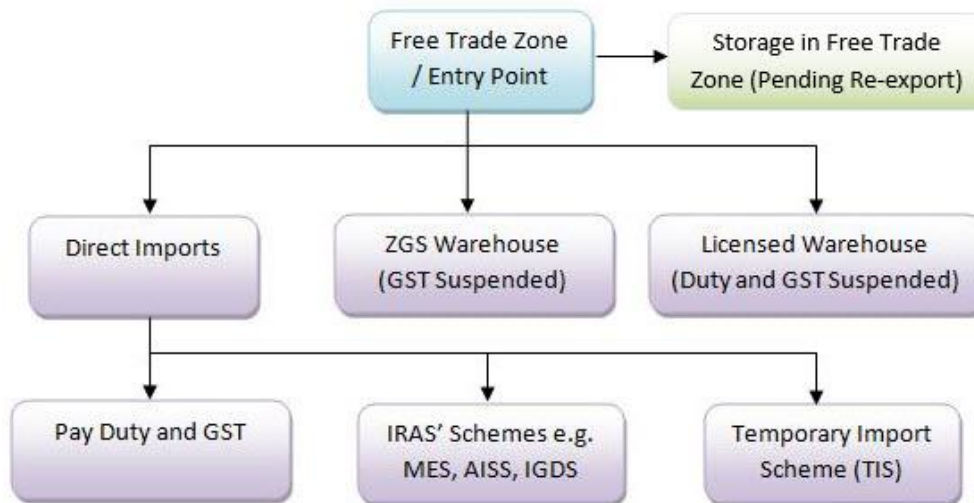 Free Trade Zone
/ Entry Point
Storage in Free Trade
Zone (Pending Re-export)
Direct Imports
ZGS Warehouse
(GST Suspended)
Licensed Warehouse
(Duty and GST Suspended)
Pay Duty and GST
IRAS' Schemes e.g.
MES, AISS, IGDS
Temporary Import
Scheme (TIS)